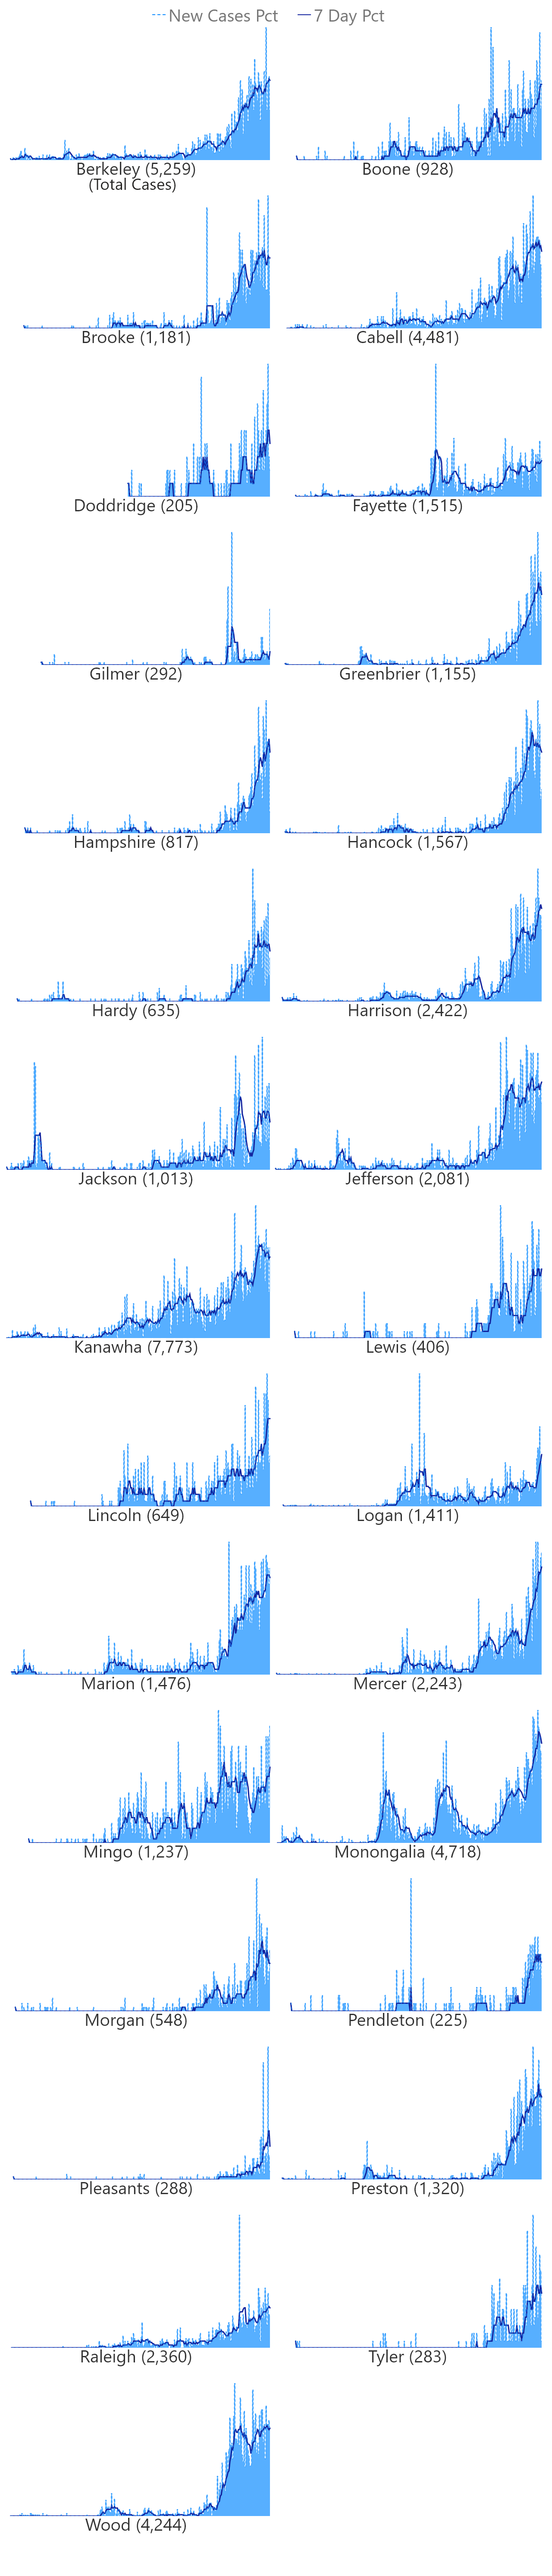 New Cases Pct 7 Day Pct
Berkeley (5,259) Boone (928)
(Total Cases)
Brooke (1,181) Cabell (4,481)
Doddridge (205) Fayette (1,515)
Gilmer (292) Greenbrier (1,155)
Hampshire (817) Hancock (1,567)
Hardy (635) Harrison (2,422)
Jackson (1,013) Jefferson (2,081)
Kanawha (7,773) Lewis (406)
Lincoln (649) Logan (1,411)
Marion (1,476) Mercer (2,243)
Mingo (1,237) Monongalia (4,718)
Morgan (548) Pendleton (225)
Pleasants (288) Preston (1,320)
Raleigh (2,360) Tyler (283)
Wood (4,244)